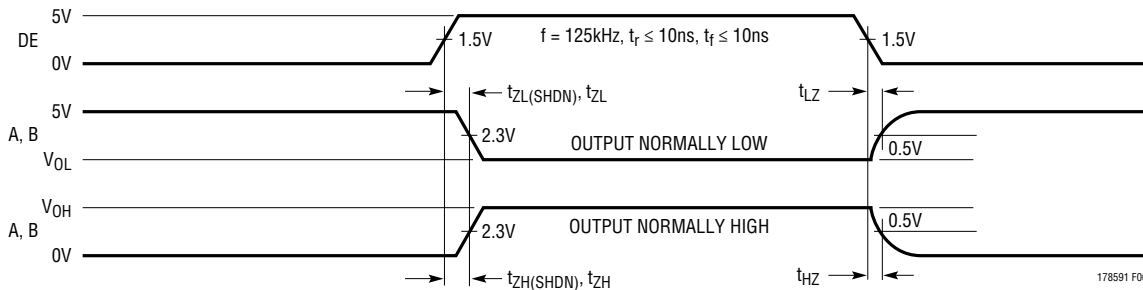 5V
DE
0V
1.5V
f = 125kHz, tr ≤ 10ns, tf ≤ 10ns
1.5V
tZL(SHDN), tZL
tLZ
5V
A, B
VOL
2.3V
OUTPUT NORMALLY LOW
0.5V
VOH
A, B
0V
2.3V
OUTPUT NORMALLY HIGH
0.5V
tZH(SHDN), tZH
tHZ
178591